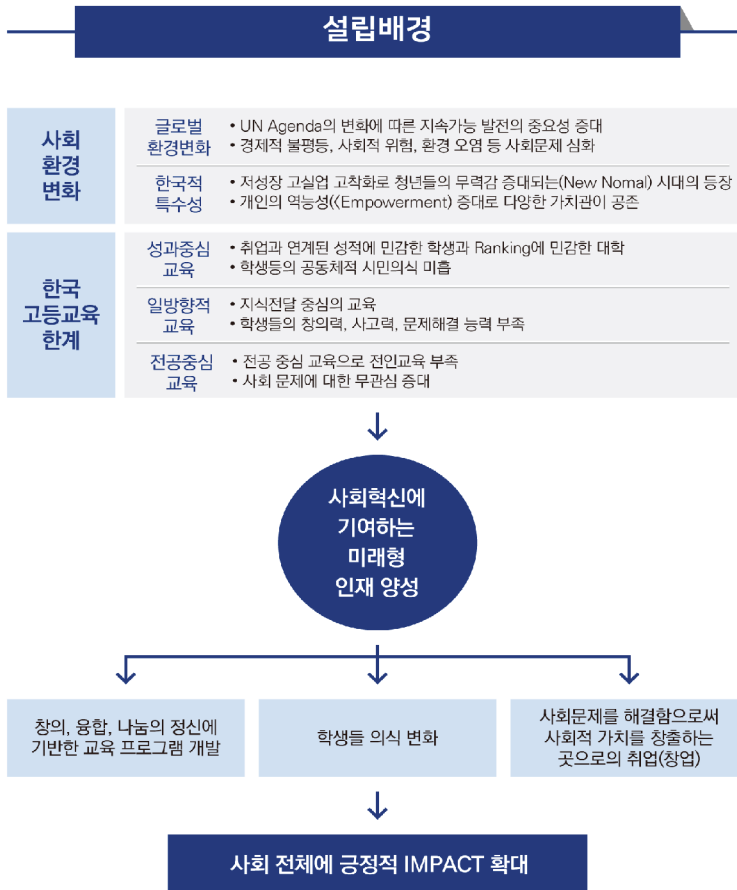 설립배경
사회
환경
변화
글로벌
환경변화
• UN Agenda의 변화에 따른 지속가능 발전의 중요성 증대
• 경제적 불평등, 사회적 위험, 환경 오염 등 사회문제 심화
한국적
특수성
• 저성장 고실업 고착화로 청년들의 무력감 증대되는(New Nomal) 시대의 등장
• 개인의 역능성((Empowerment) 증대로 다양한 가치관이 공존
한국
고등교육
한계
성과중심
교육
• 취업과 연계된 성적에 민감한 학생과 Ranking에 민감한 대학
• 학생등의 공동체적 시민의식 미흡
일방향적
교육
• 지식전달 중심의 교육
• 학생들의 창의력, 사고력, 문제해결 능력 부족
전공중심
교육
• 전공 중심 교육으로 전인교육 부족
• 사회 문제에 대한 무관심 증대
사회혁신에
기여하는
미래형
인재 양성
창의, 융합, 나눔의 정신에
기반한 교육 프로그램 개발
학생들 의식 변화
사회문제를 해결함으로써
사회적 가치를 창출하는
곳으로의 취업(창업)
사회 전체에 긍정적 IMPACT 확대